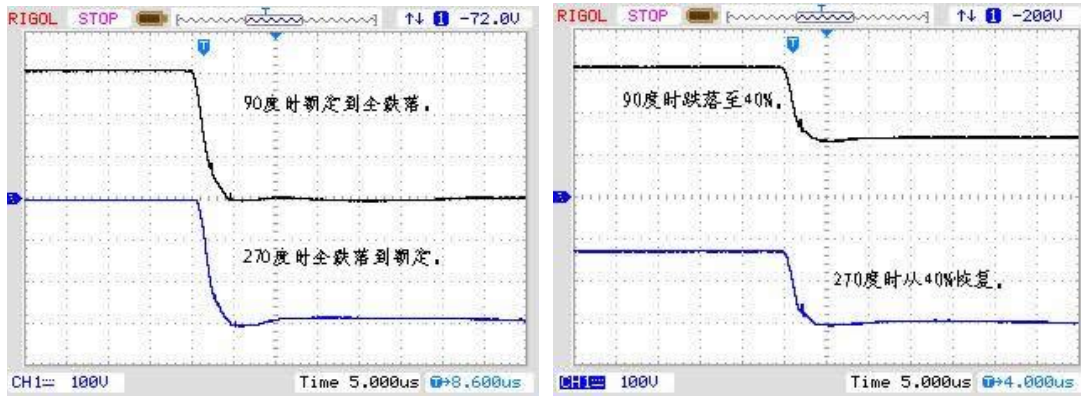 RIGOL STOP T ↑↓ 1 -72.0V
T
90度时额定到全跌落.
270度时全跌落到额定.
CH1 100V Time 5.000us T→8.600us
RIGOL STOP T ↑↓ 1 -200V
T
90度时跌落至40%.
270度时从40%恢复.
CH1 100V Time 5.000us T→4.000us